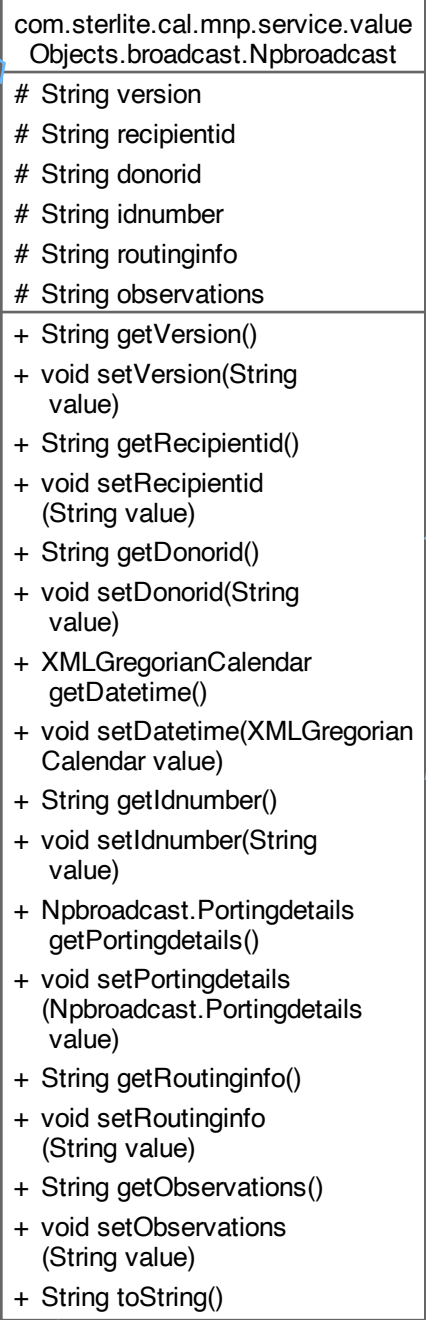 com.sterlite.cal.mnp.service.value
Objects.broadcast.Npbroadcast
# String version
# String recipientid
# String donorid
# String idnumber
# String routinginfo
# String observations
+ String getVersion()
+ void setVersion(String
value)
+ String getRecipientid()
+ void setRecipientid
(String value)
+ String getDonorid()
+ void setDonorid(String
value)
+ XMLGregorianCalendar
getDatetime()
+ void setDatetime(XMLGregorian
Calendar value)
+ String getIdnumber()
+ void setIdnumber(String
value)
+ Npbroadcast.Portingdetails
getPortingdetails()
+ void setPortingdetails
(Npbroadcast.Portingdetails
value)
+ String getRoutinginfo()
+ void setRoutinginfo
(String value)
+ String getObservations()
+ void setObservations
(String value)
+ String toString()